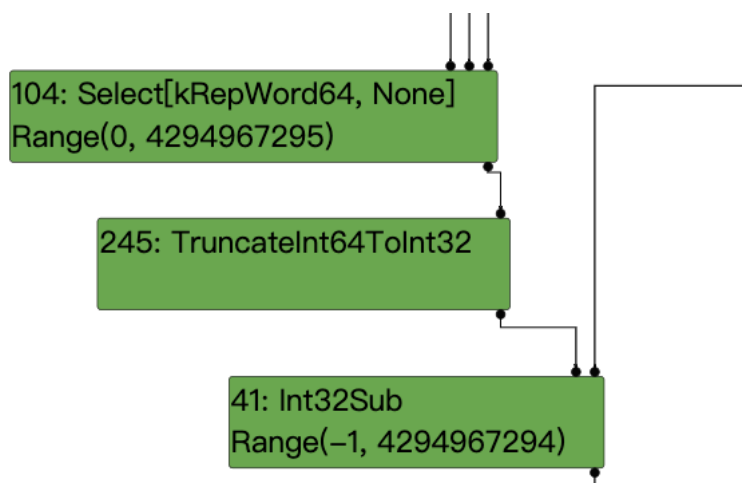 104: Select[kRepWord64, None]
Range(0, 4294967295)
245: TruncateInt64ToInt32
41: Int32Sub
Range(–1, 4294967294)